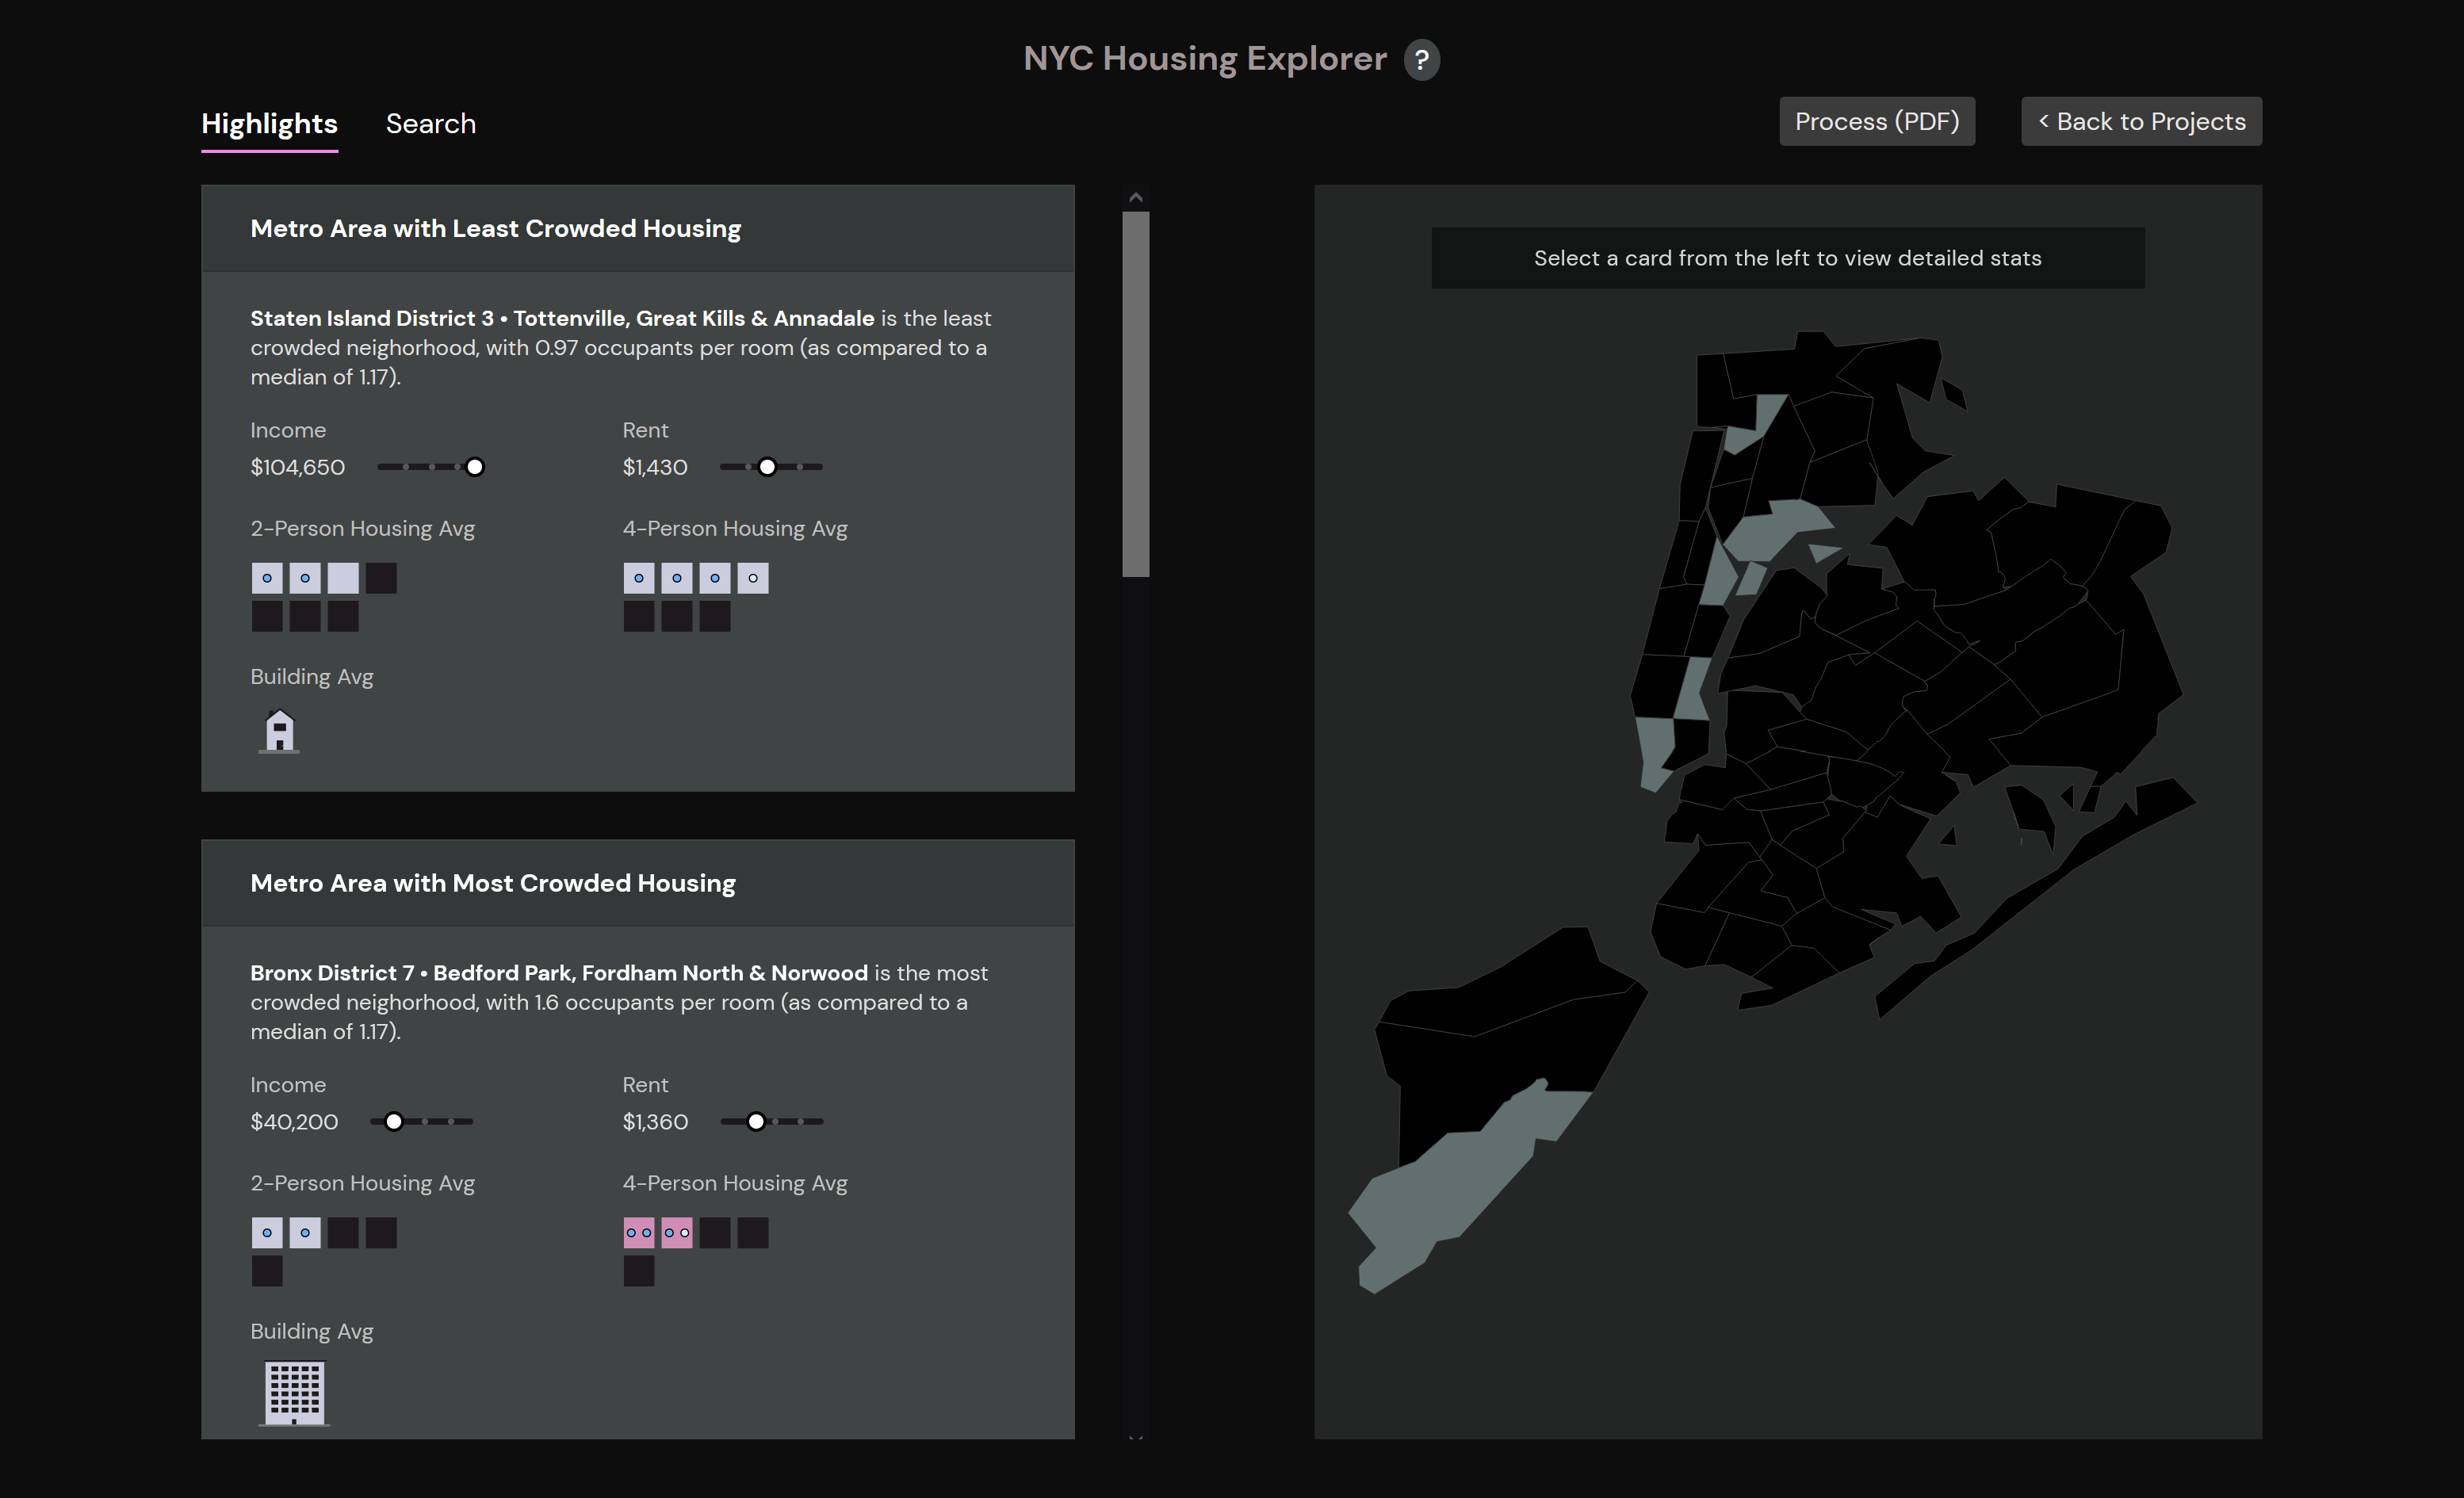 NYC Housing Explorer ?
Highlights
Search
Process (PDF)
< Back to Projects
Metro Area with Least Crowded Housing
Staten Island District 3 • Tottenville, Great Kills & Annadale is the least
crowded neighorhood, with 0.97 occupants per room (as compared to a
median of 1.17).
Income
$104,650
Rent
$1,430
2-Person Housing Avg
4-Person Housing Avg
Building Avg
Metro Area with Most Crowded Housing
Bronx District 7 • Bedford Park, Fordham North & Norwood is the most
crowded neighorhood, with 1.6 occupants per room (as compared to a
median of 1.17).
Income
$40,200
Rent
$1,360
2-Person Housing Avg
4-Person Housing Avg
Building Avg
Select a card from the left to view detailed stats